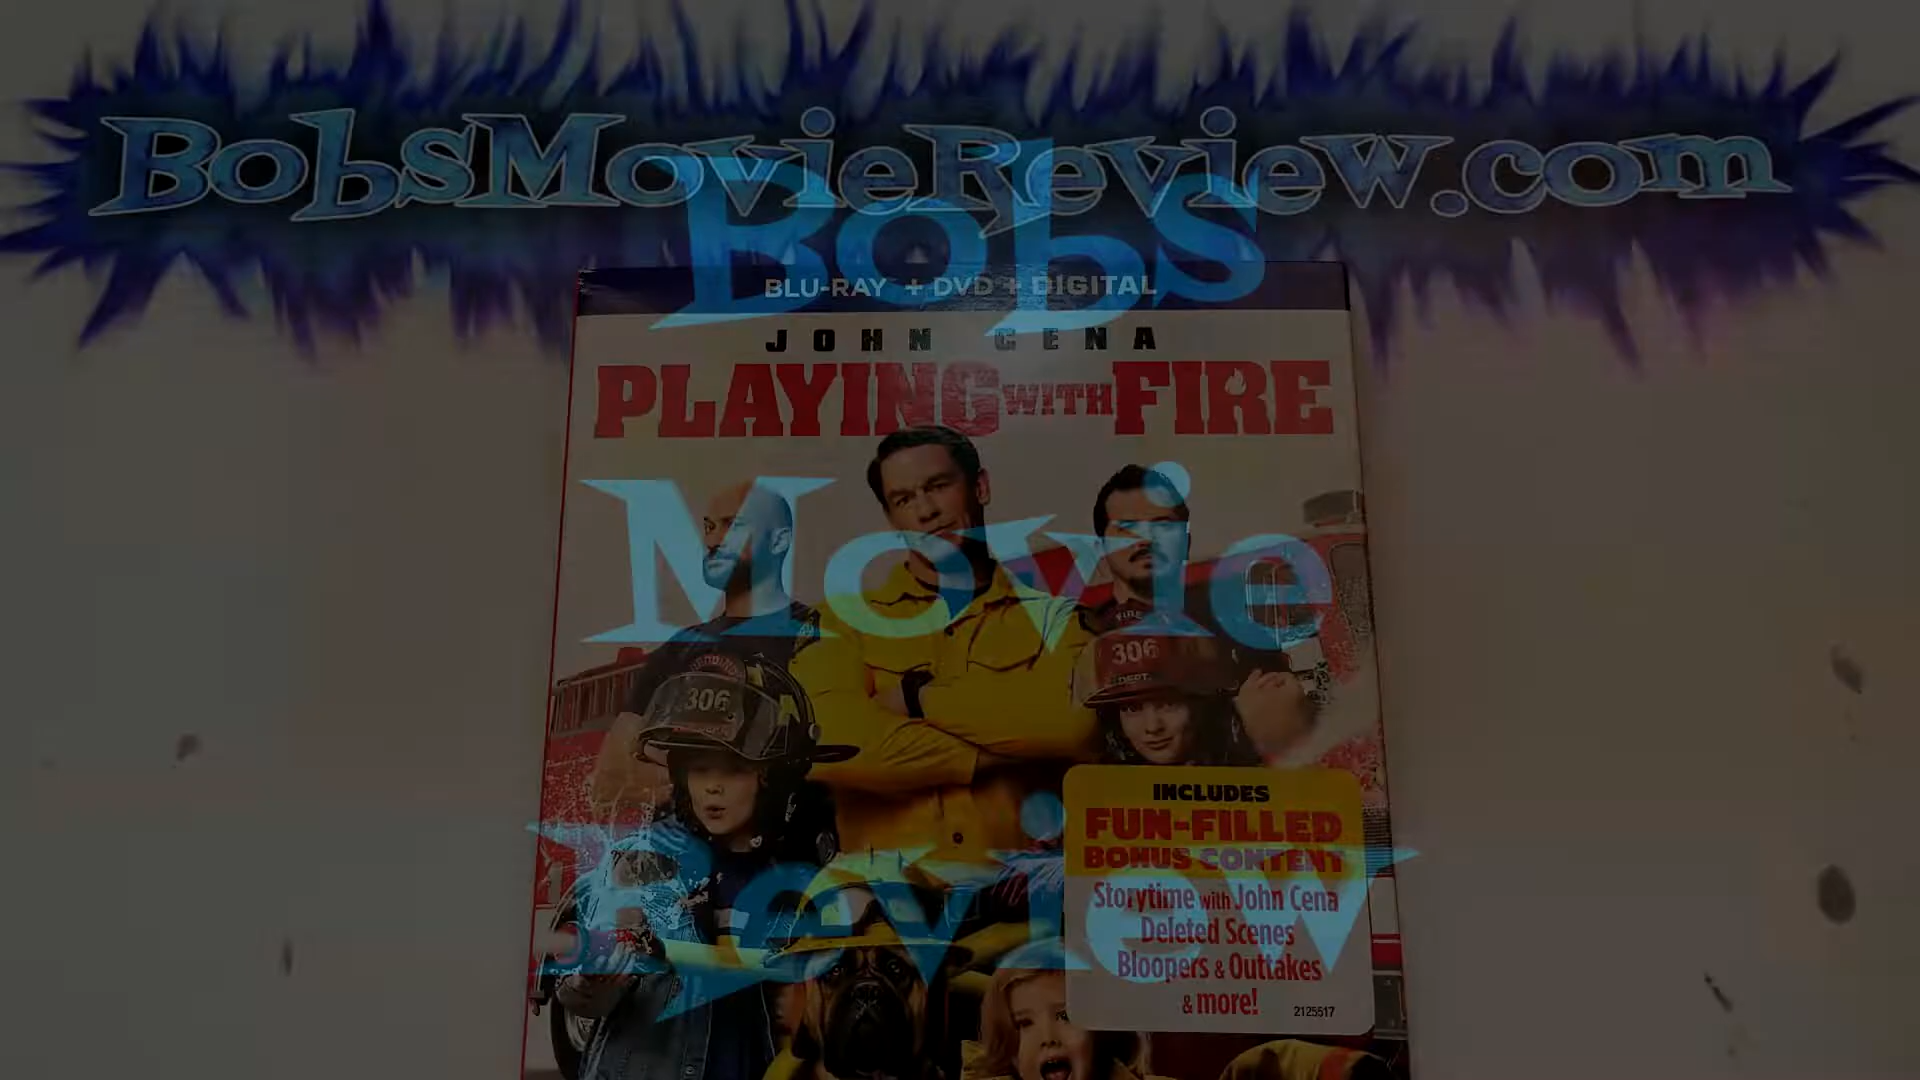 BobsMovieReview.com
Bobs
BLU-RAY + DVD + DIGITAL
JOHN CENA
PLAYING WITH FIRE
Movie
FIRE
306
DEPT.
306
INCLUDES
FUN-FILLED
BONUS CONTENT
Review
Storytime with John Cena
Deleted Scenes
Bloopers & Outtakes
& more!
2125517